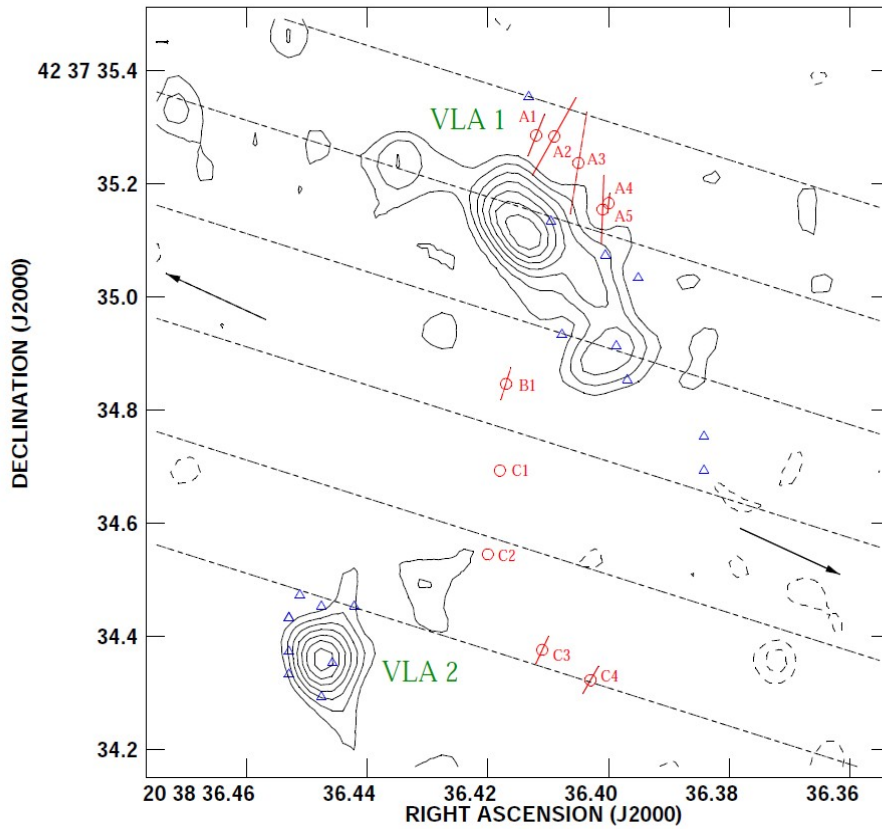 VLA 1
A1
A2
A3
A4
A5
B1
C1
C2
C3
C4
VLA 2
DECLINATION (J2000)
42 37 35.4
35.2
35.0
34.8
34.6
34.4
34.2
20 38 36.46
36.44
36.42
36.40
36.38
36.36
RIGHT ASCENSION (J2000)